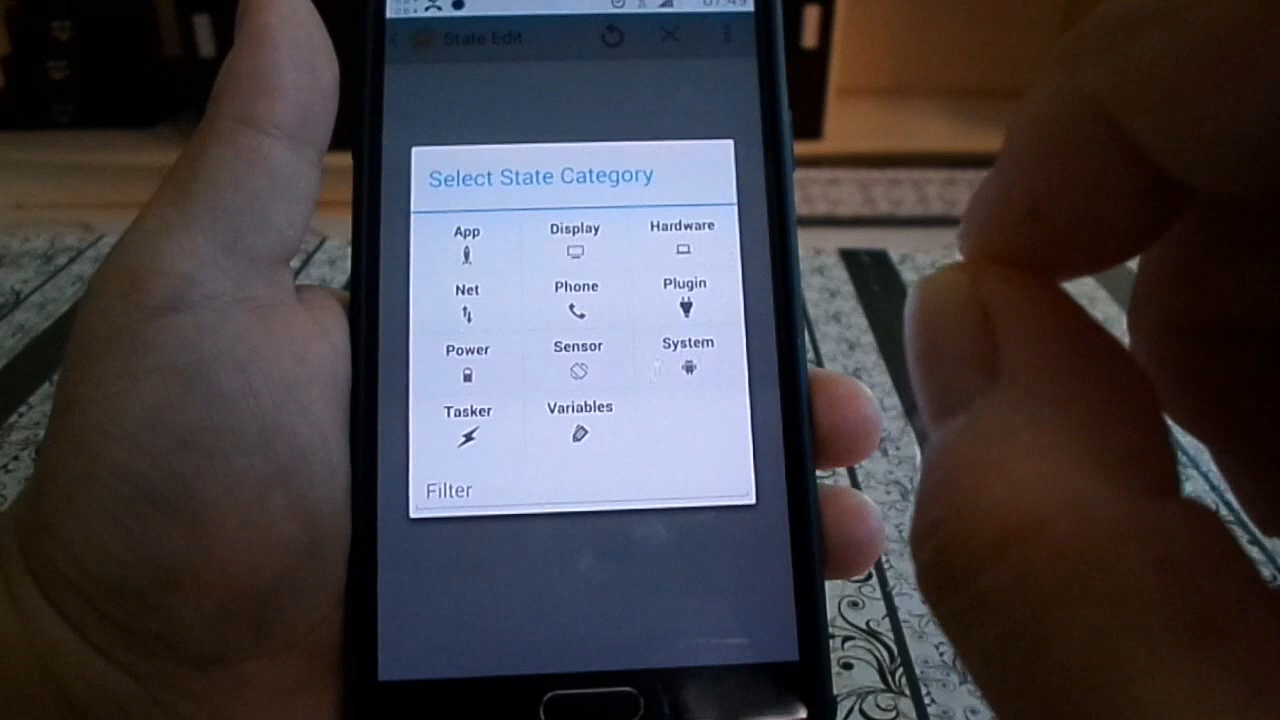 State Edit
Select State Category
App Display Hardware
Net Phone Plugin
Power Sensor System
Tasker Variables
Filter